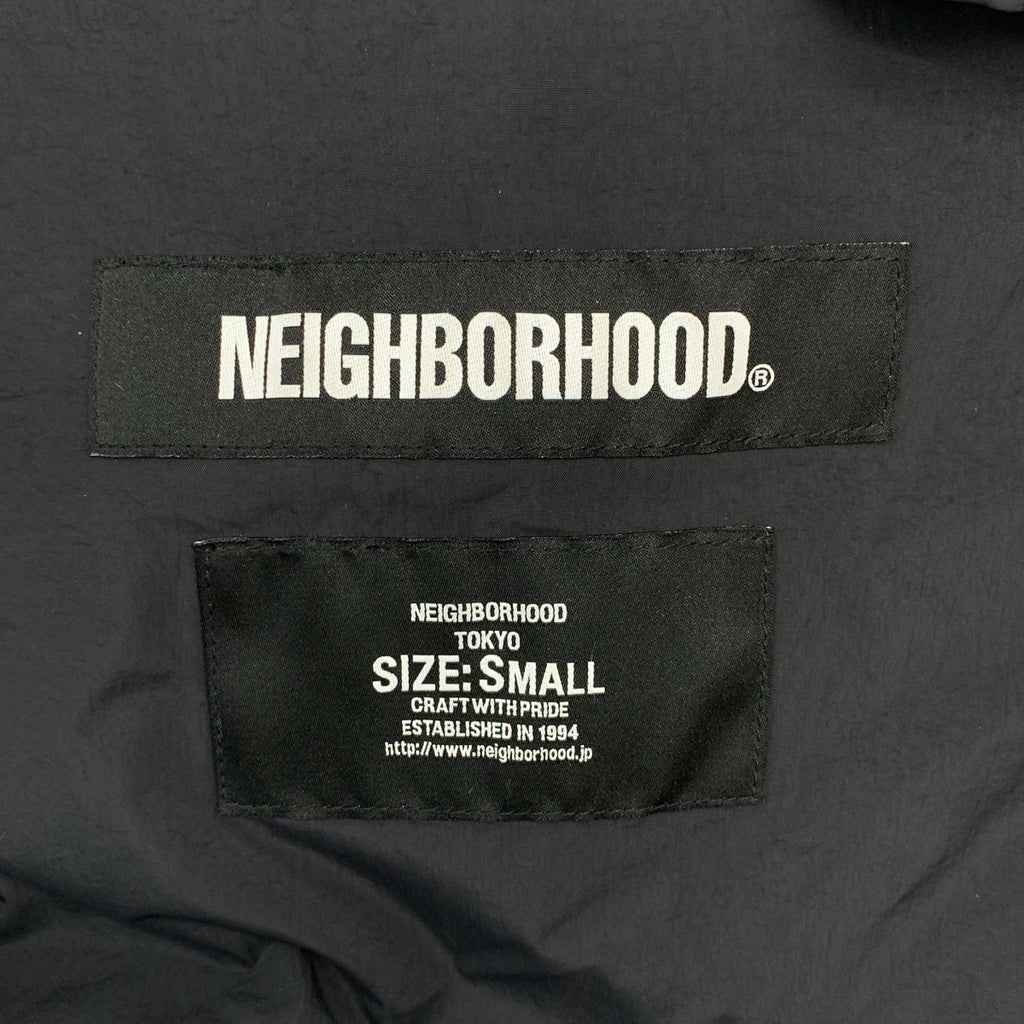 NEIGHBORHOOD®
NEIGHBORHOOD
TOKYO
SIZE: SMALL
CRAFT WITH PRIDE
ESTABLISHED IN 1994
http://www.neighborhood.jp